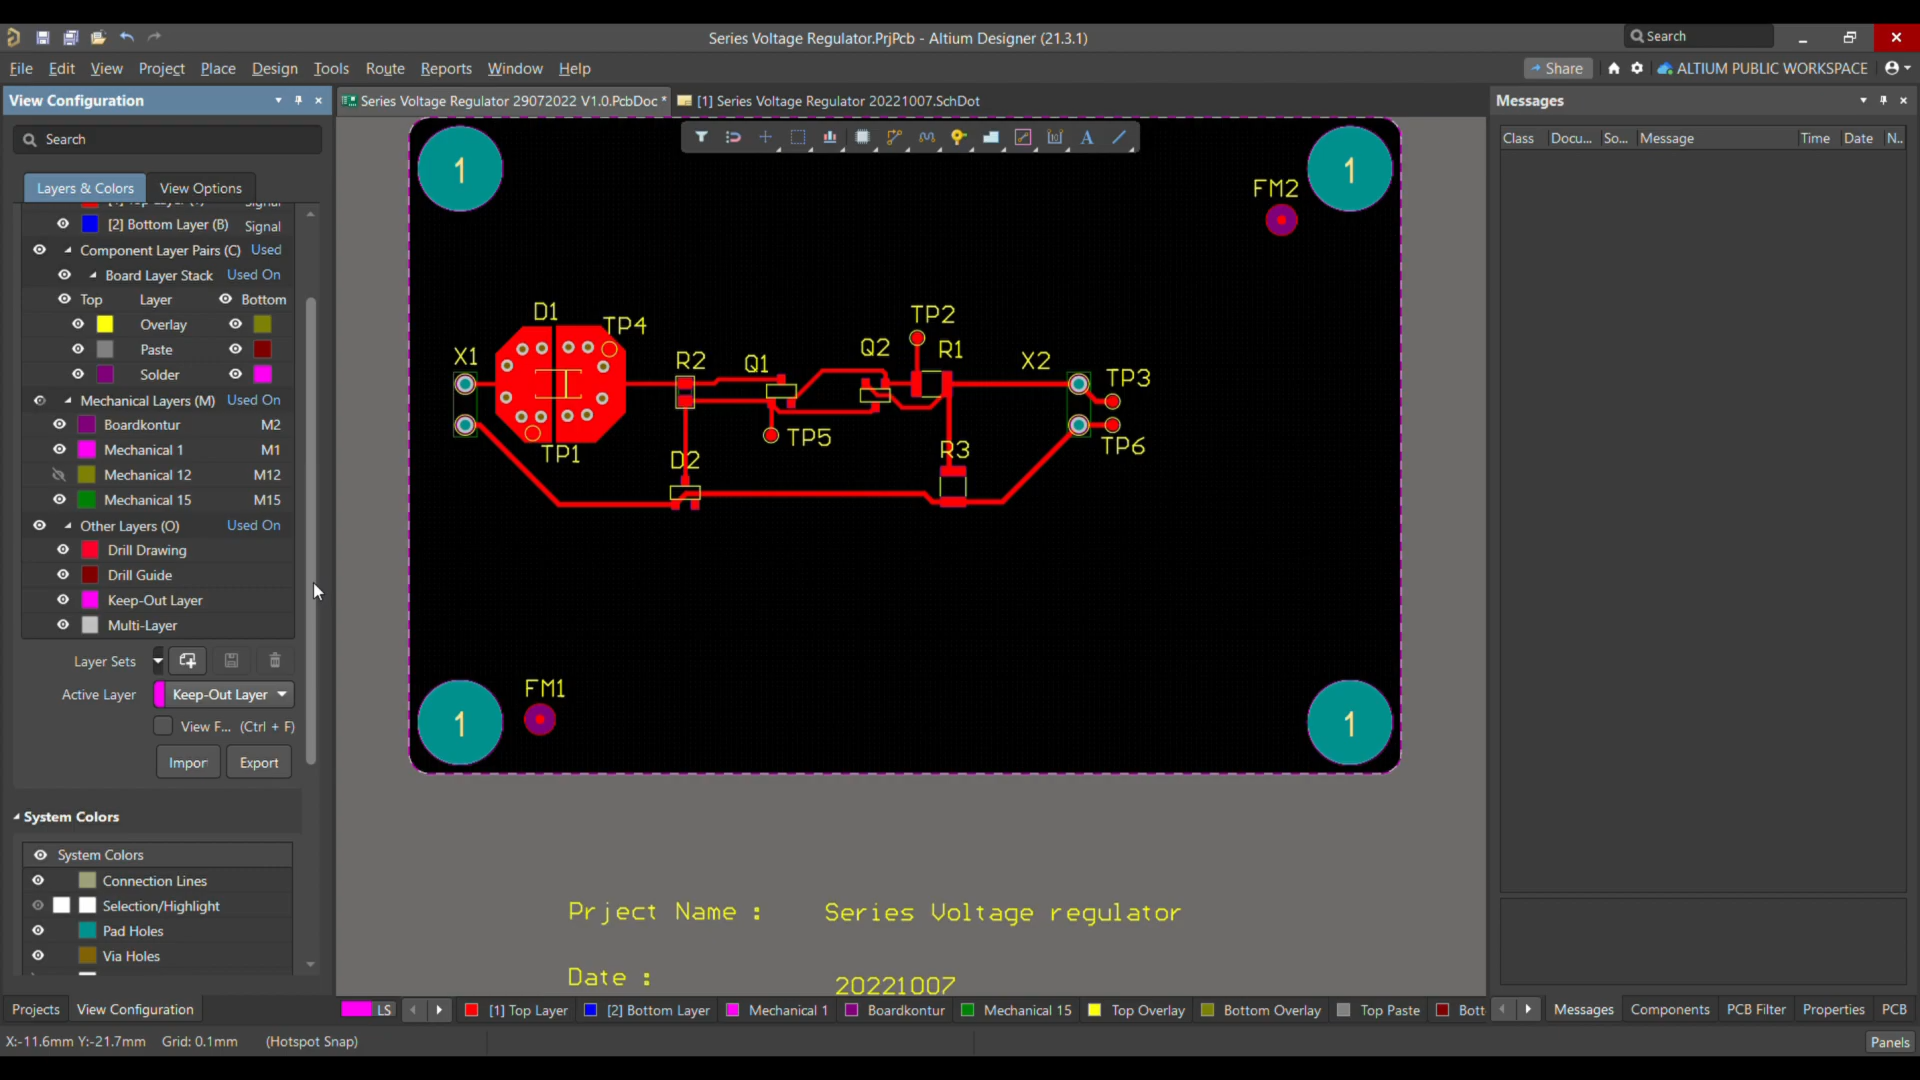 Series Voltage Regulator.PrjPcb - Altium Designer (21.3.1)
Search
File Edit View Project Place Design Tools Route Reports Window Help
Share
ALTIUM PUBLIC WORKSPACE
View Configuration
Series Voltage Regulator 29072022 V1.0.PcbDoc *
[1] Series Voltage Regulator 20221007.SchDot
Messages
Search
Class Docu... So... Message Time Date N..
Layers & Colors View Options
[2] Bottom Layer (B) Signal
Component Layer Pairs (C) Used
Board Layer Stack Used On
Top Layer Bottom
Overlay
Paste
Solder
Mechanical Layers (M) Used On
Boardkontur M2
Mechanical 1 M1
Mechanical 12 M12
Mechanical 15 M15
Other Layers (O) Used On
Drill Drawing
Drill Guide
Keep-Out Layer
Multi-Layer
Layer Sets
Active Layer Keep-Out Layer
View F... (Ctrl + F)
Import Export
System Colors
System Colors
Connection Lines
Selection/Highlight
Pad Holes
Via Holes
1
1
FM2
D1
TP4
TP2
X1
R2
Q1
Q2
R1
X2
TP3
TP5
TP1
D2
R3
TP6
FM1
1
1
Prject Name : Series Voltage regulator
Date : 20221007
Projects View Configuration
LS [1] Top Layer [2] Bottom Layer Mechanical 1 Boardkontur Mechanical 15 Top Overlay Bottom Overlay Top Paste Bott
Messages Components PCB Filter Properties PCB
X:-11.6mm Y:-21.7mm Grid: 0.1mm (Hotspot Snap)
Panels